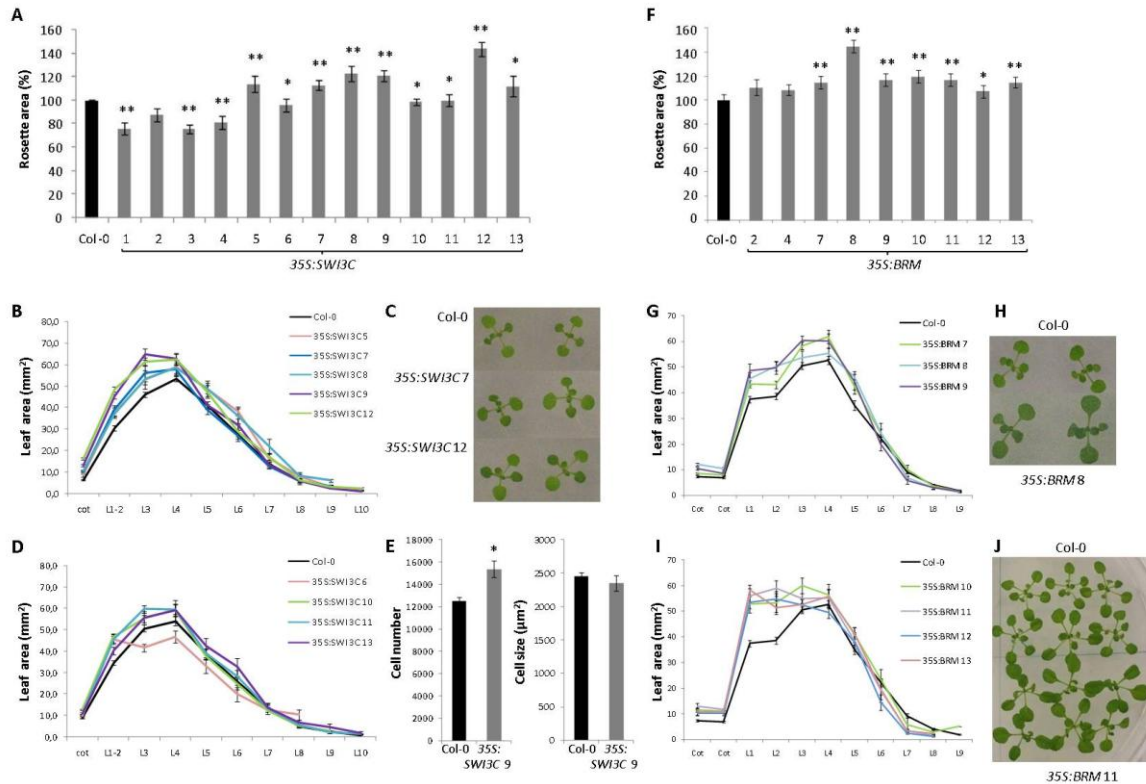 A
Rosette area (%)
160
140
120
100
80
60
40
20
0
** ** ** ** * ** ** ** * * ** *
Col-0 1 2 3 4 5 6 7 8 9 10 11 12 13
35S:SWI3C
F
Rosette area (%)
160
140
120
100
80
60
40
20
0
** ** ** ** ** * **
Col-0 2 4 7 8 9 10 11 12 13
35S:BRM
B
Leaf area (mm²)
80,0
70,0
60,0
50,0
40,0
30,0
20,0
10,0
0,0
cot L1-2 L3 L4 L5 L6 L7 L8 L9 L10
Col-0
35S:SWI3C5
35S:SWI3C7
35S:SWI3C8
35S:SWI3C9
35S:SWI3C12
C
Col-0
35S:SWI3C7
35S:SWI3C12
G
Leaf area (mm²)
70
60
50
40
30
20
10
0
Cot Cot L1 L2 L3 L4 L5 L6 L7 L8 L9
Col-0
35S:BRM 7
35S:BRM 8
35S:BRM 9
H
Col-0
35S:BRM 8
D
Leaf area (mm²)
80,0
70,0
60,0
50,0
40,0
30,0
20,0
10,0
0,0
cot L1-2 L3 L4 L5 L6 L7 L8 L9 L10
Col-0
35S:SWI3C6
35S:SWI3C10
35S:SWI3C11
35S:SWI3C13
E
Cell number
18000
16000
14000
12000
10000
8000
6000
4000
2000
0
*
Col-0 35S:
SWI3C 9
Cell size (µm²)
3000
2500
2000
1500
1000
500
0
Col-0 35S:
SWI3C 9
I
Leaf area (mm²)
70
60
50
40
30
20
10
0
Cot Cot L1 L2 L3 L4 L5 L6 L7 L8 L9
Col-0
35S:BRM 10
35S:BRM 11
35S:BRM 12
35S:BRM 13
J
Col-0
35S:BRM 11